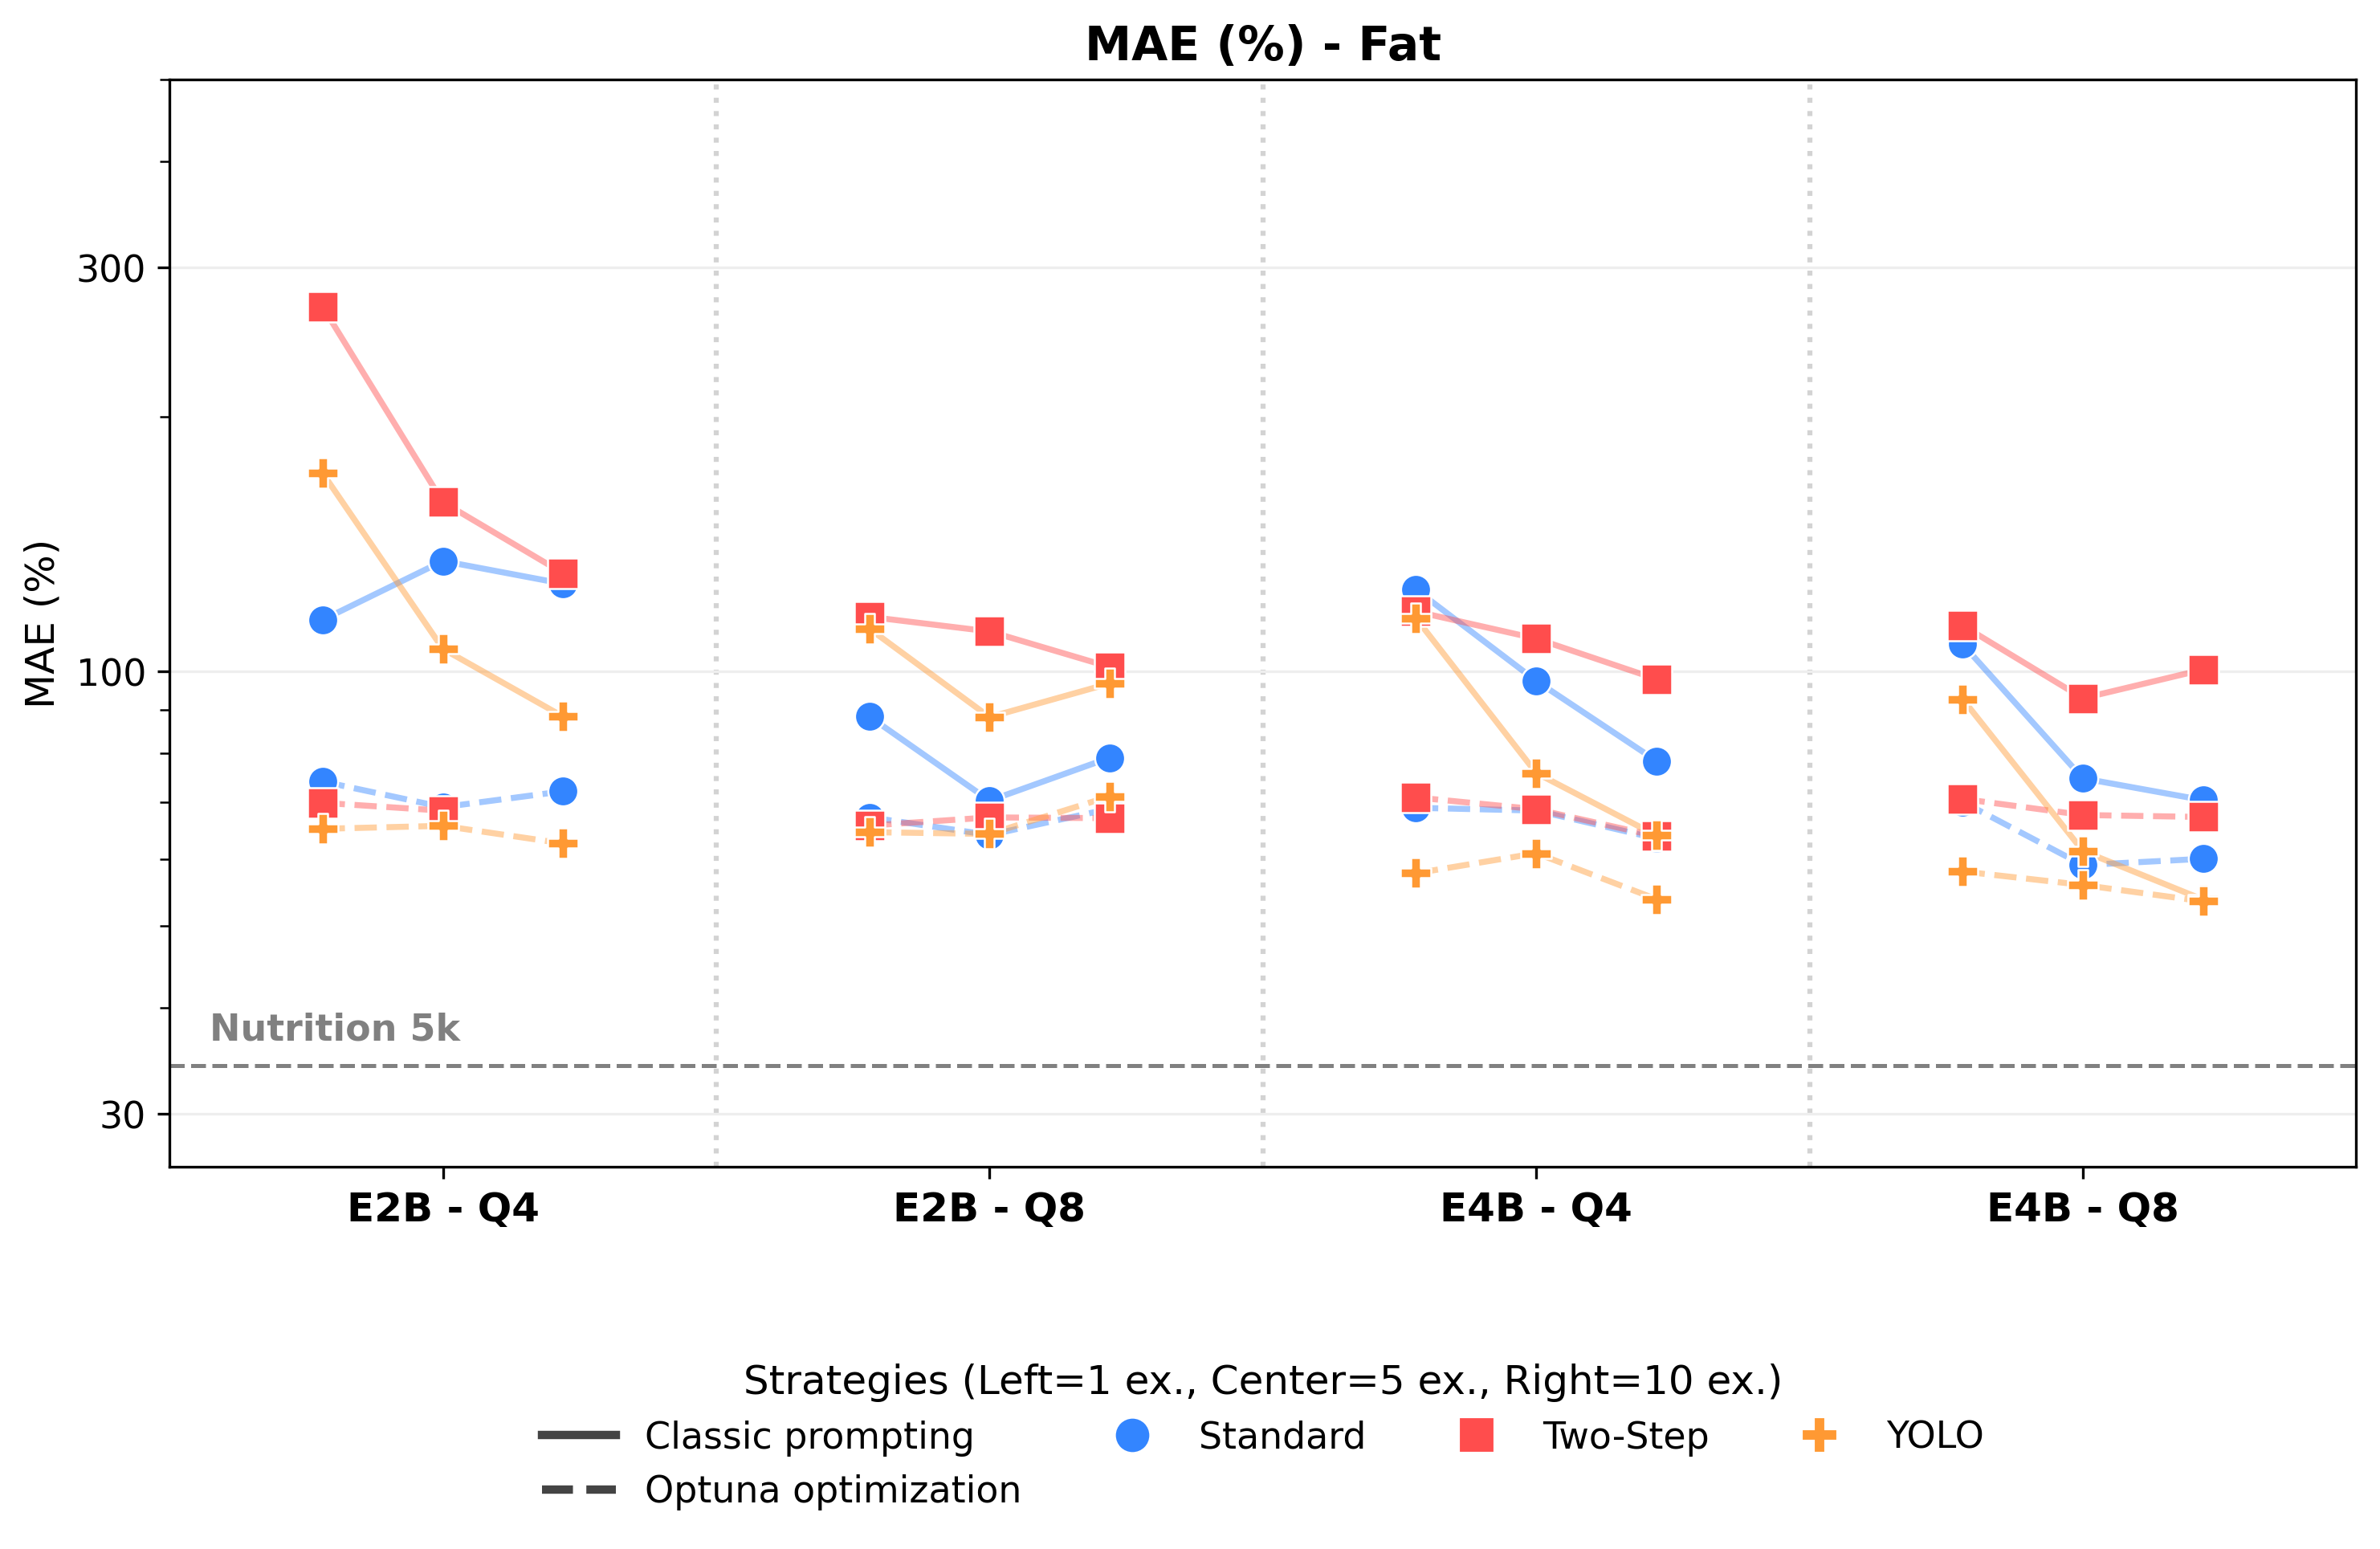 MAE (%) - Fat
MAE (%)
300
100
30
Nutrition 5k
E2B - Q4
E2B - Q8
E4B - Q4
E4B - Q8
Strategies (Left=1 ex., Center=5 ex., Right=10 ex.)
Classic prompting
Standard
Two-Step
YOLO
Optuna optimization